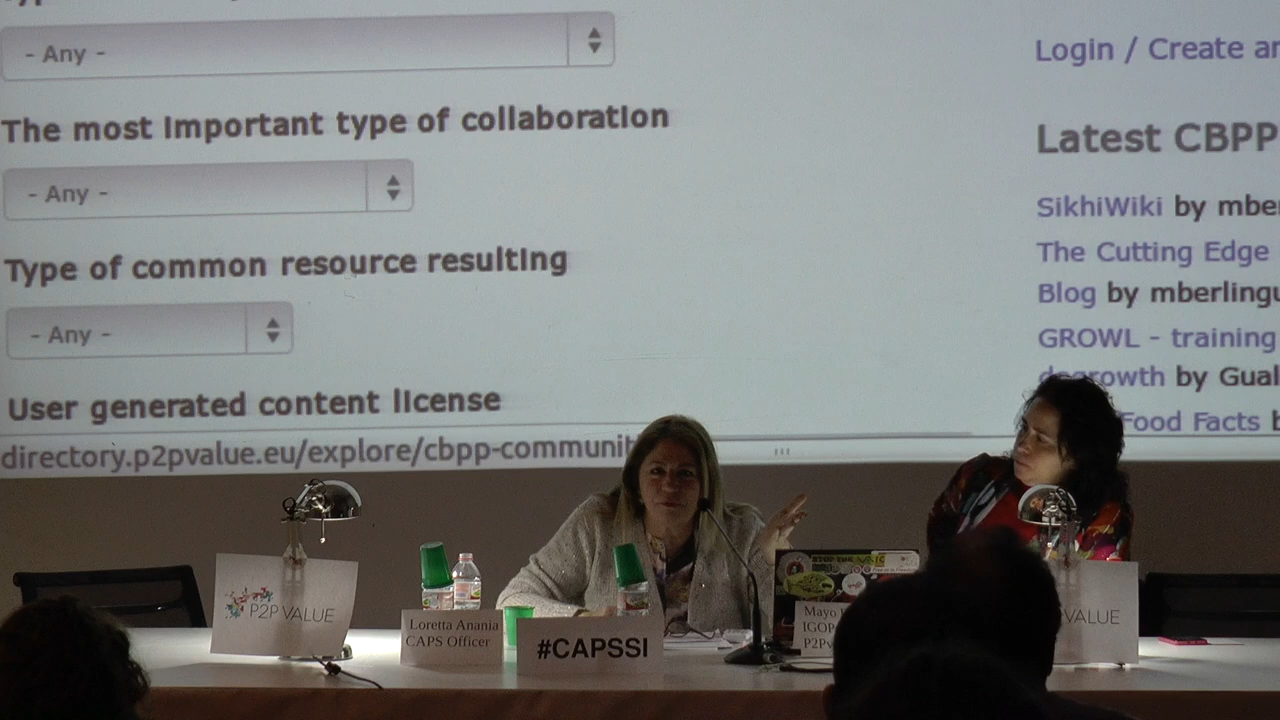 - Any -
The most important type of collaboration
- Any -
Type of common resource resulting
- Any -
User generated content license
directory.p2pvalue.eu/explore/cbpp-communit
Login / Create an
Latest CBPP
SikhiWiki by mber
The Cutting Edge
Blog by mberlingu
GROWL - training
degrowth by Gual
Food Facts b
P2P VALUE
Loretta Anania
CAPS Officer
#CAPSSI
Mayo
IGOP
VALUE